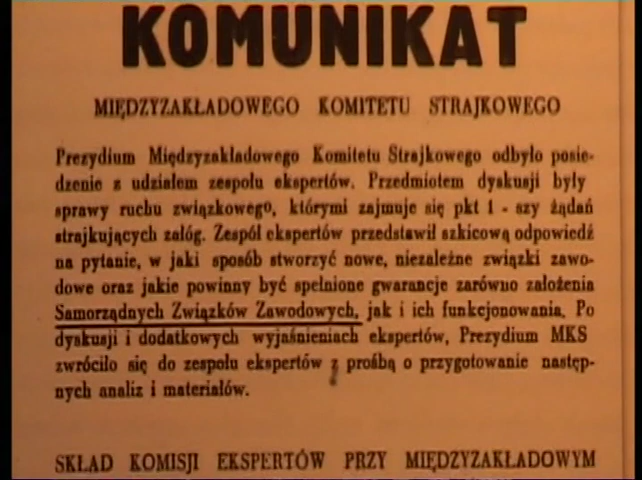 KOMUNIKAT
MIĘDZYZAKŁADOWEGO KOMITETU STRAJKOWEGO
Prezydium Międzyzakładowego Komitetu Strajkowego odbyło posie-
dzenie z udziałem zespołu ekspertów. Przedmiotem dyskusji były
sprawy ruchu związkowego, którymi zajmuje się pkt 1 - szy żądań
strajkujących załóg. Zespół ekspertów przedstawił szkicową odpowiedź
na pytanie, w jaki sposób stworzyć nowe, niezależne związki zawo-
dowe oraz jakie powinny być spełnione gwarancje zarówno założenia
Samorządnych Związków Zawodowych, jak i ich funkcjonowania. Po
dyskusji i dodatkowych wyjaśnieniach ekspertów, Prezydium MKS
zwróciło się do zespołu ekspertów z prośbą o przygotowanie następ-
nych analiz i materiałów.
SKŁAD KOMISJI EKSPERTÓW PRZY MIĘDZYZAKŁADOWYM